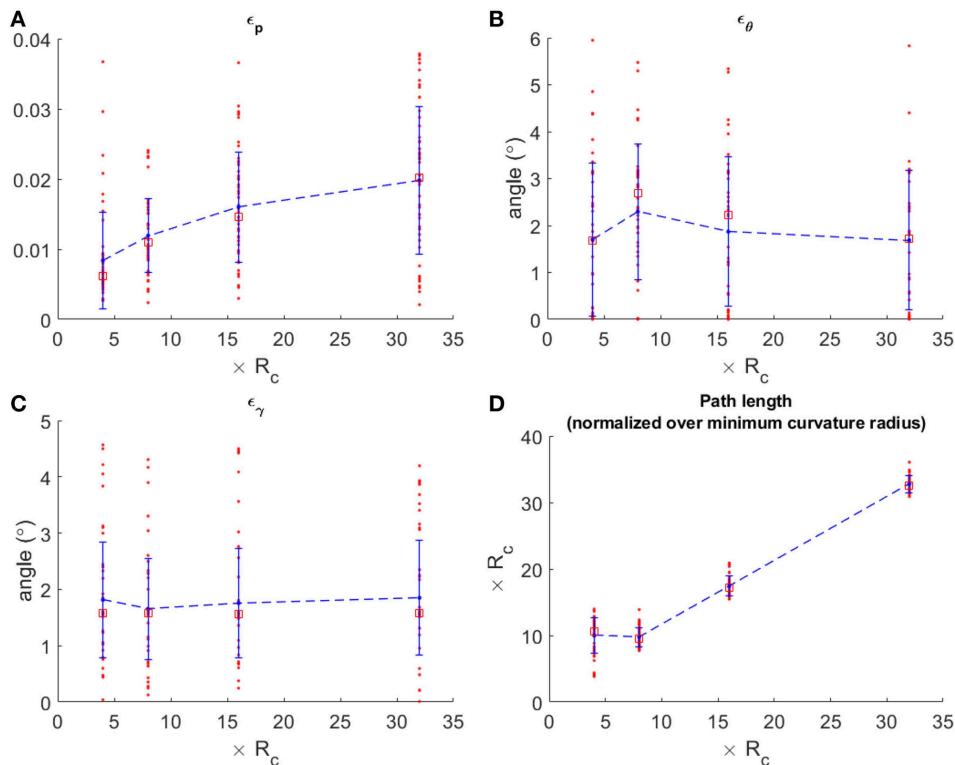 A
ϵp
0.04
0.03
0.02
0.01
0
0 5 10 15 20 25 30 35
× Rc
B
ϵθ
angle (°)
6
5
4
3
2
1
0
0 5 10 15 20 25 30 35
× Rc
C
ϵγ
angle (°)
5
4
3
2
1
0
0 5 10 15 20 25 30 35
× Rc
D
Path length
(normalized over minimum curvature radius)
× Rc
40
30
20
10
0
0 5 10 15 20 25 30 35
× Rc